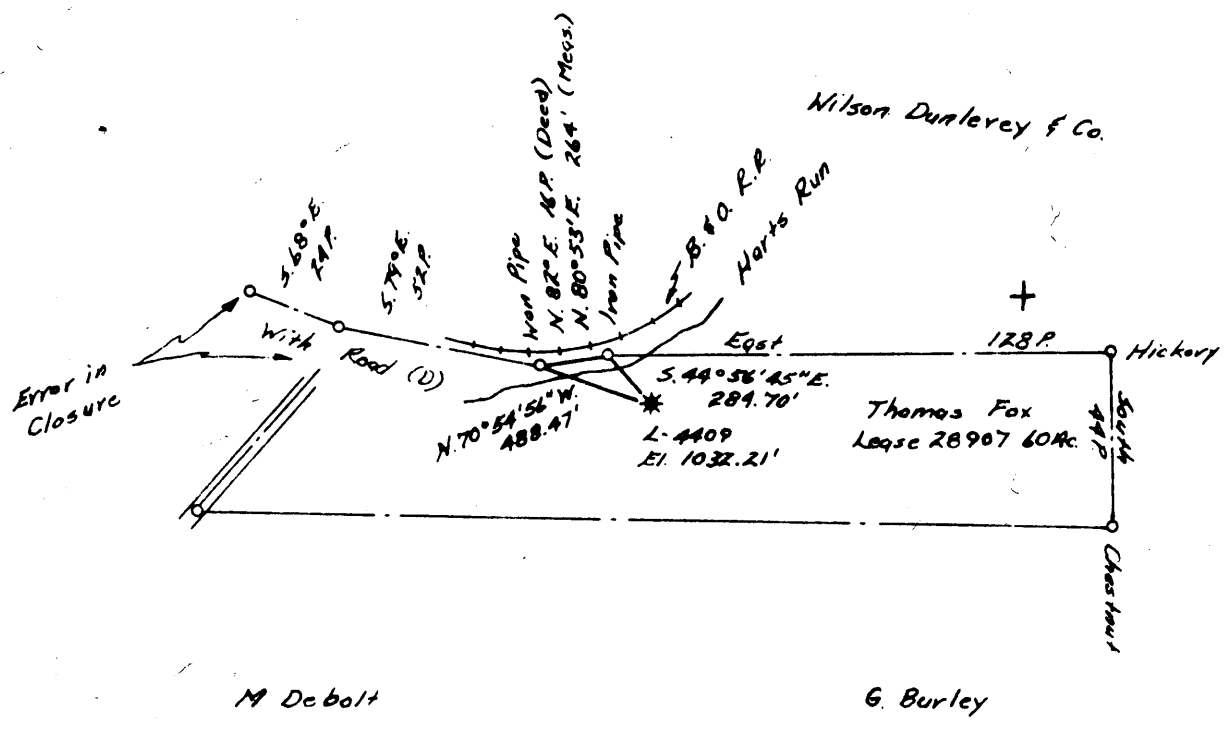 Wilson Dunlevey & Co.
S. 68° E.
24 P.
S. 79° E.
52 P.
Iron Pipe
N. 82° E. 16 P. (Deed)
N. 80° 53' E. 264' (Meas.)
Iron Pipe
B. & O. R.R.
Harts Run
With Road (D)
East
128 P.
Hickory
Error in
Closure
S. 44° 56' 45" E.
284.70'
N. 70° 54' 56" W.
488.47'
L-4409
El. 1032.21'
Thomas Fox
Lease 28907 60 Ac.
South
44 P.
Chestnut
M Debolt
G. Burley